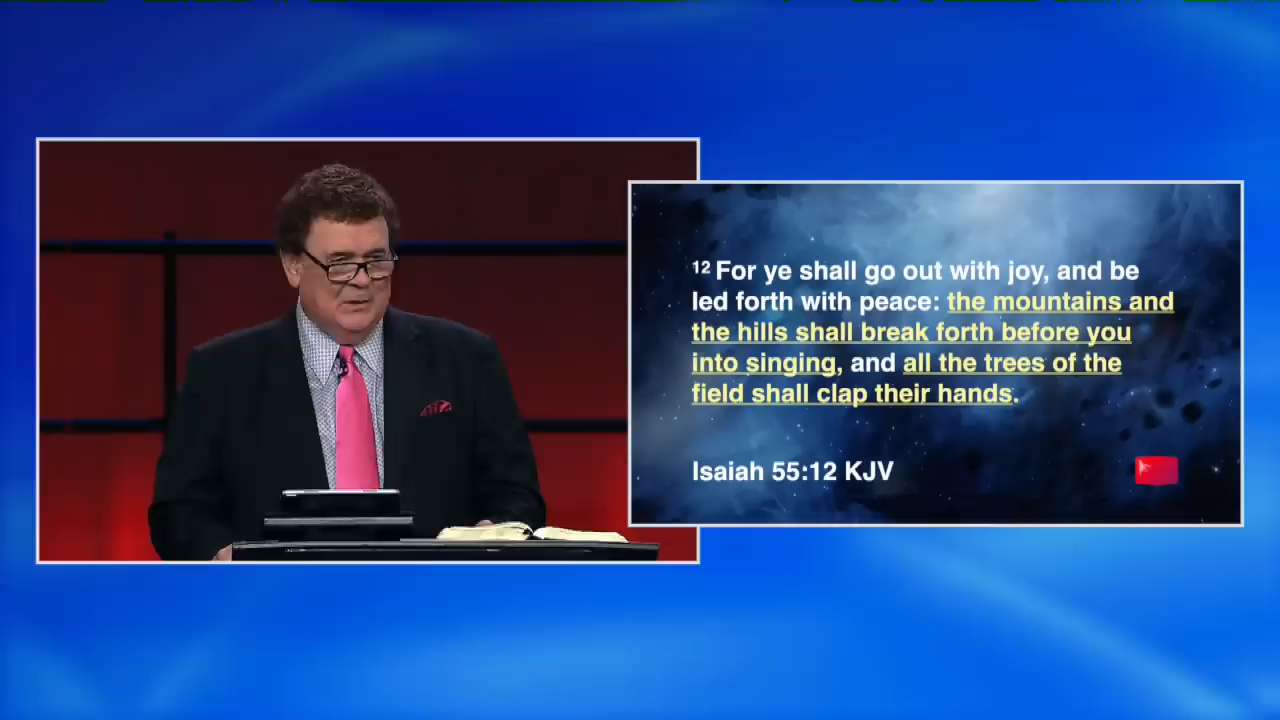 ¹² For ye shall go out with joy, and be
led forth with peace: the mountains and
the hills shall break forth before you
into singing, and all the trees of the
field shall clap their hands.
Isaiah 55:12 KJV